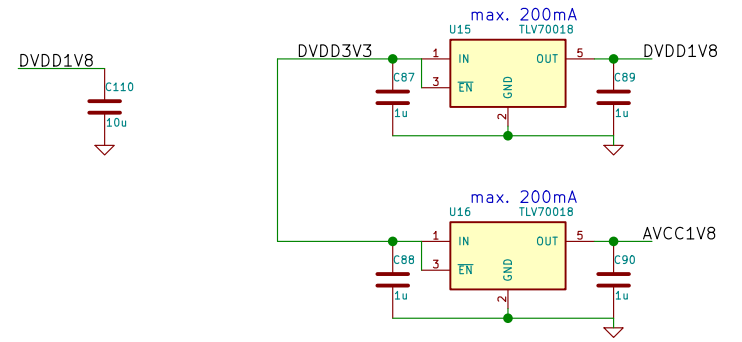 max. 200mA
U15 TLV70018
DVDD3V3 1 IN OUT 5 DVDD1V8
DVDD1V8
C110
10u
C87
1u
3 EN
GND
2
C89
1u
max. 200mA
U16 TLV70018
1 IN OUT 5 AVCC1V8
C88
1u
3 EN
GND
2
C90
1u